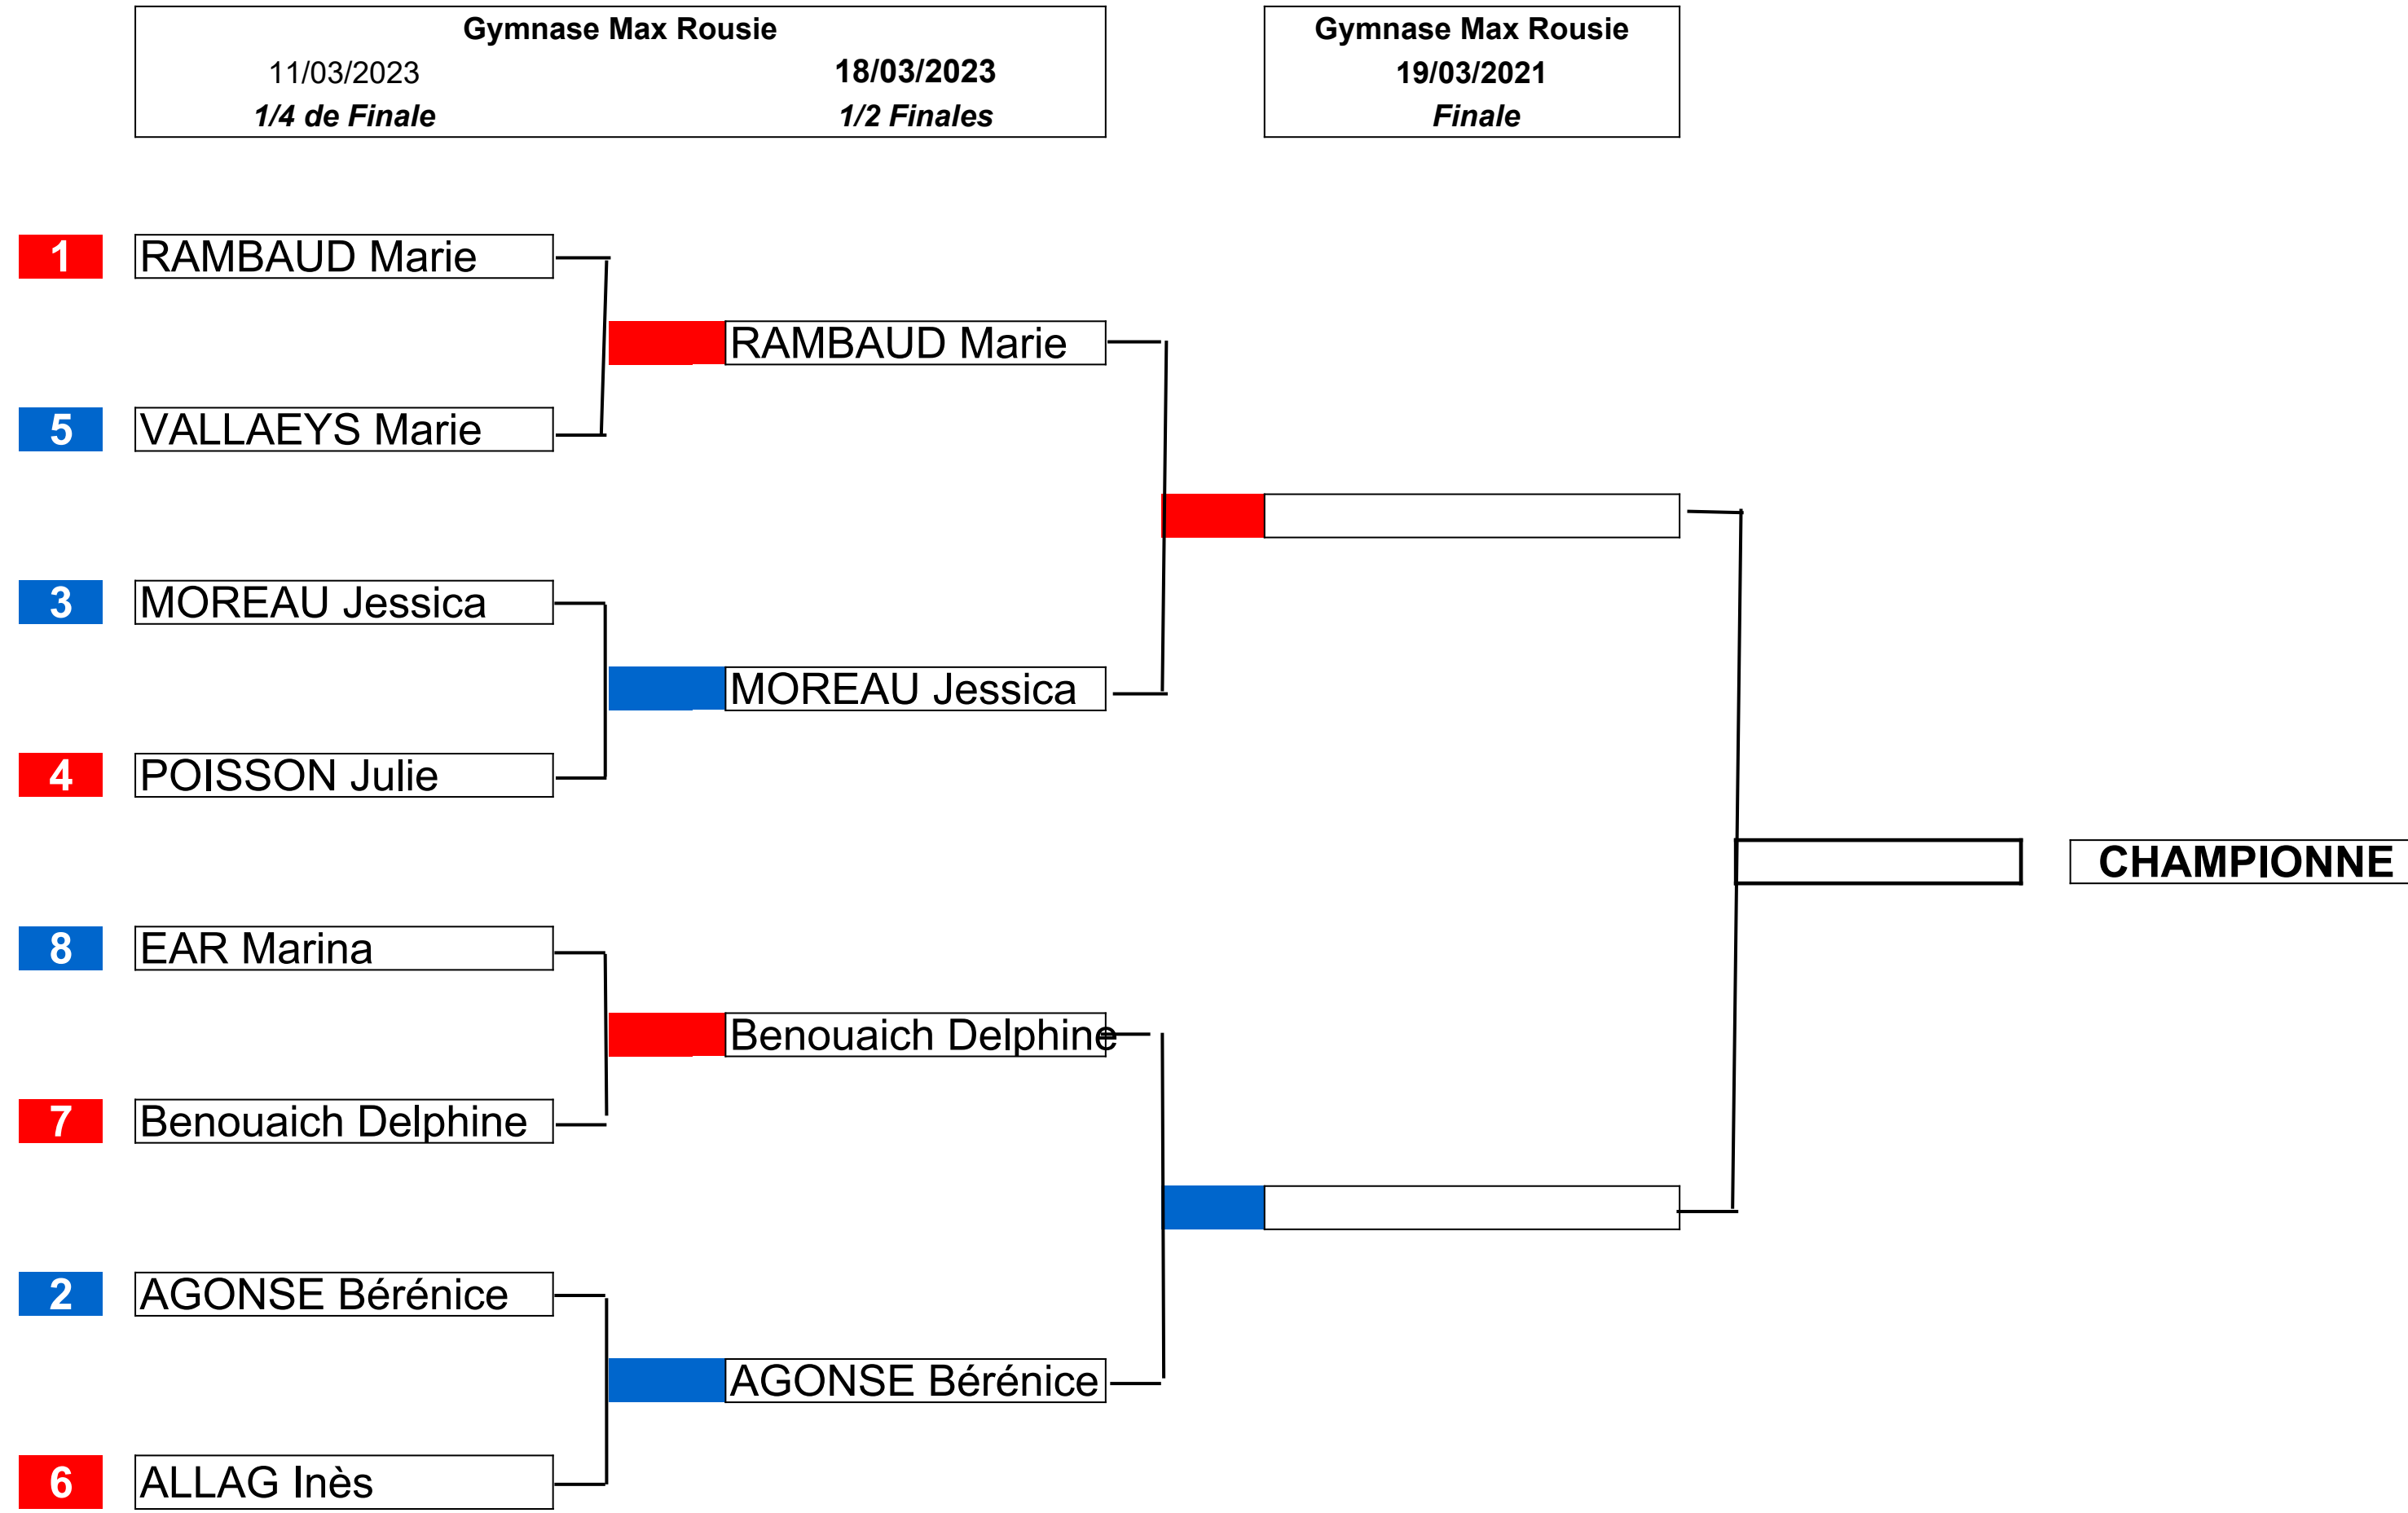 Gymnase Max Rousie
Gymnase Max Rousie
11/03/2023
18/03/2023
19/03/2021
1/4 de Finale
1/2 Finales
Finale
1
RAMBAUD Marie
RAMBAUD Marie
5
VALLAEYS Marie
3
MOREAU Jessica
MOREAU Jessica
4
POISSON Julie
CHAMPIONNE
8
EAR Marina
Benouaich Delphine
7
Benouaich Delphine
2
AGONSE Bérénice
AGONSE Bérénice
6
ALLAG Inès